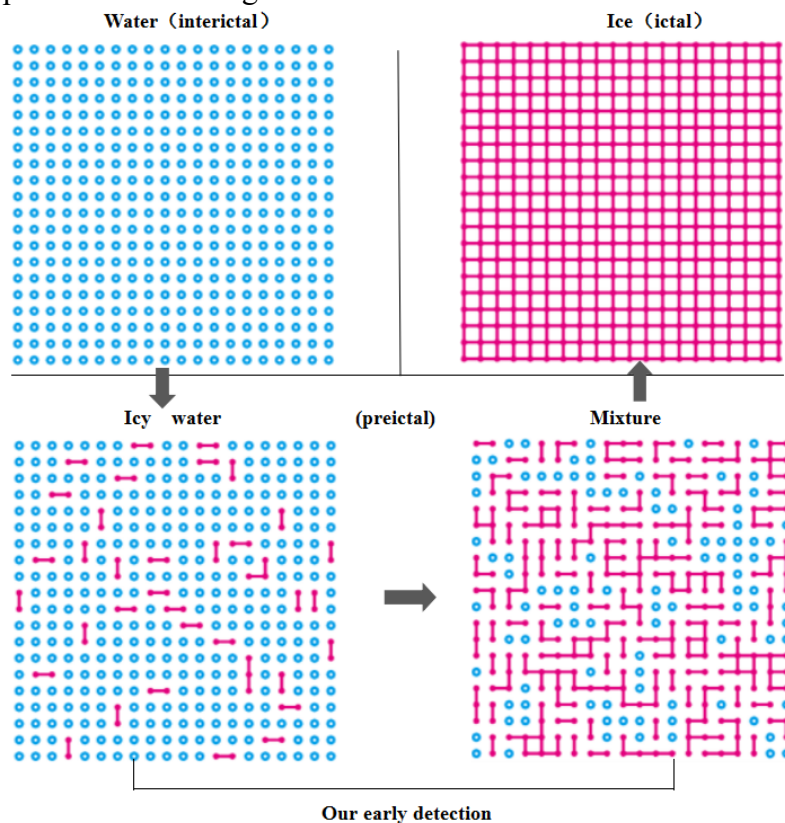 Water（interictal）
Ice（ictal）
Icy water
(preictal)
Mixture
Our early detection